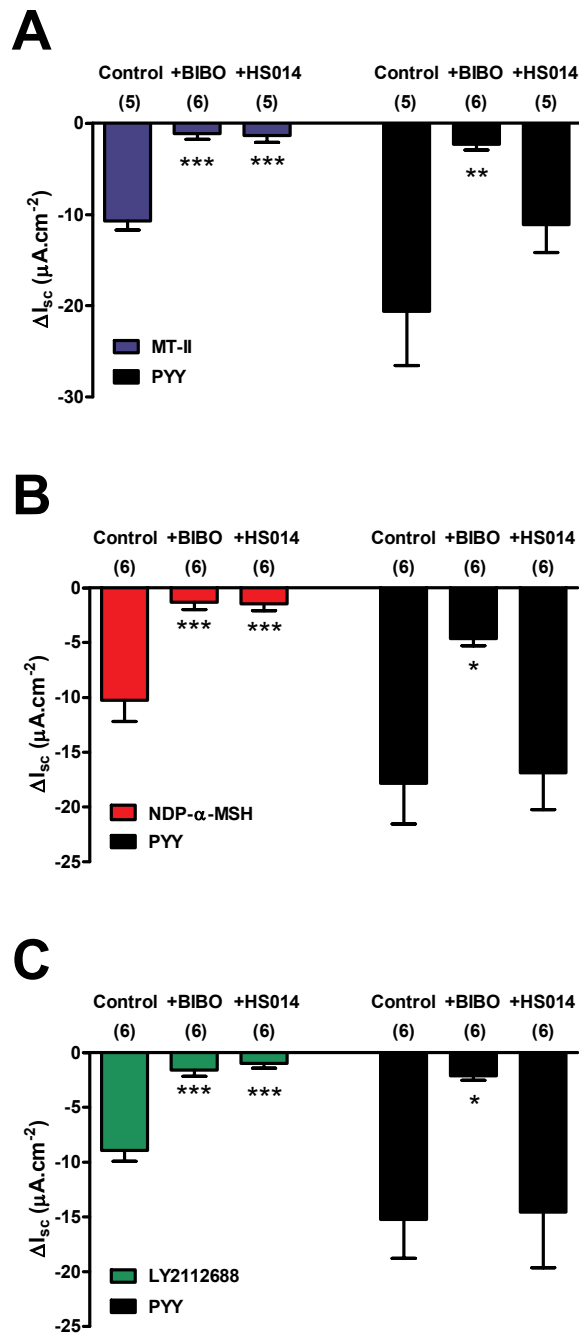 A
Control +BIBO +HS014 Control +BIBO +HS014
(5) (6) (5) (5) (6) (5)
0
-10
-20
-30
ΔIsc (μA.cm-2)
*** *** **
MT-II
PYY
B
Control +BIBO +HS014 Control +BIBO +HS014
(6) (6) (6) (6) (6) (6)
0
-5
-10
-15
-20
-25
ΔIsc (μA.cm-2)
*** *** *
NDP-α-MSH
PYY
C
Control +BIBO +HS014 Control +BIBO +HS014
(6) (6) (6) (6) (6) (6)
0
-5
-10
-15
-20
-25
ΔIsc (μA.cm-2)
*** *** *
LY2112688
PYY